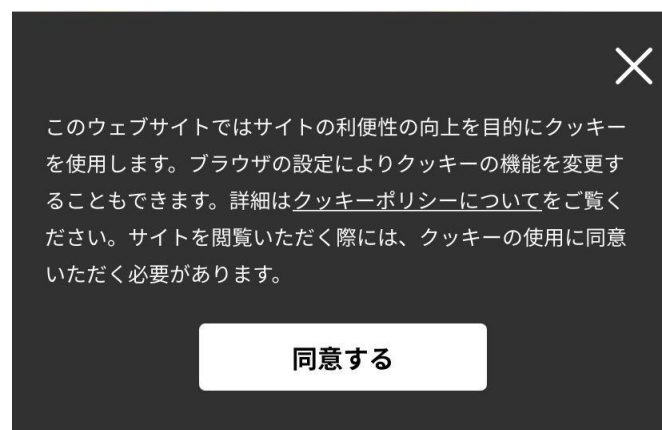 このウェブサイトではサイトの利便性の向上を目的にクッキー
を使用します。ブラウザの設定によりクッキーの機能を変更す
ることもできます。詳細はクッキーポリシーについてをご覧く
ださい。サイトを閲覧いただく際には、クッキーの使用に同意
いただく必要があります。
同意する